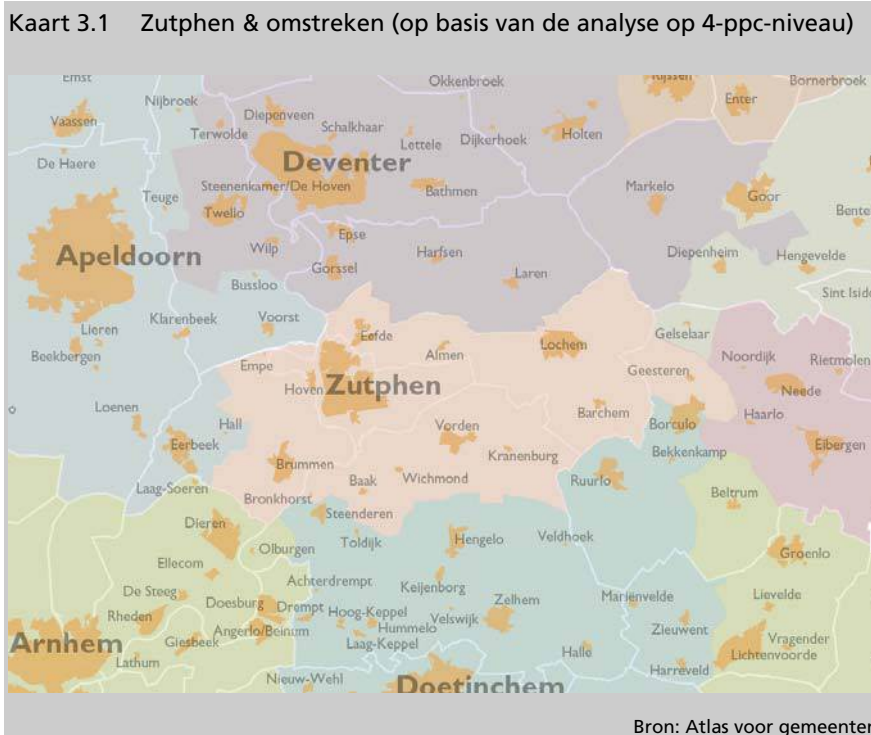 Kaart 3.1 Zutphen & omstreken (op basis van de analyse op 4-ppc-niveau)
Emst
Okkenbroek
Rijssen
Bornerbroek
Nijbroek
Diepenveen
Enter
Vaassen
Terwolde
Schalkhaar
Lettele
Dijkerhoek
Holten
De Haere
Deventer
Teuge
Steenenkamer/De Hoven
Bathmen
Markelo
Goor
Twello
Bente
Epse
Apeldoorn
Wilp
Gorssel
Harfsen
Laren
Diepenheim
Hengevelde
Bussloo
Sint Isid
Klarenbeek
Voorst
Lieren
Eefde
Almen
Lochem
Gelselaar
Beekbergen
Empe
Noordijk
Rietmolen
Hoven
Zutphen
Geesteren
Neede
Loenen
Hall
Barchem
Haarlo
Vorden
Borculo
Eerbeek
Eibergen
Brummen
Kranenburg
Bekkenkamp
Baak
Wichmond
Ruurlo
Laag-Soeren
Bronkhorst
Beltrum
Steenderen
Dieren
Toldijk
Hengelo
Veldhoek
Olburgen
Groenlo
Ellecom
Achterdrempt
Keijenborg
De Steeg
Doesburg
Drempt
Hoog-Keppel
Zelhem
Marienvelde
Lievelde
Rheden
Velswijk
Angerlo/Beinum
Hummelo
Zieuwent
Arnhem
Giesbeek
Laag-Keppel
Vragender
Lathum
Halle
Lichtenvoorde
Harreveld
Nieuw-Wehl
Doetinchem
Bron: Atlas voor gemeenten